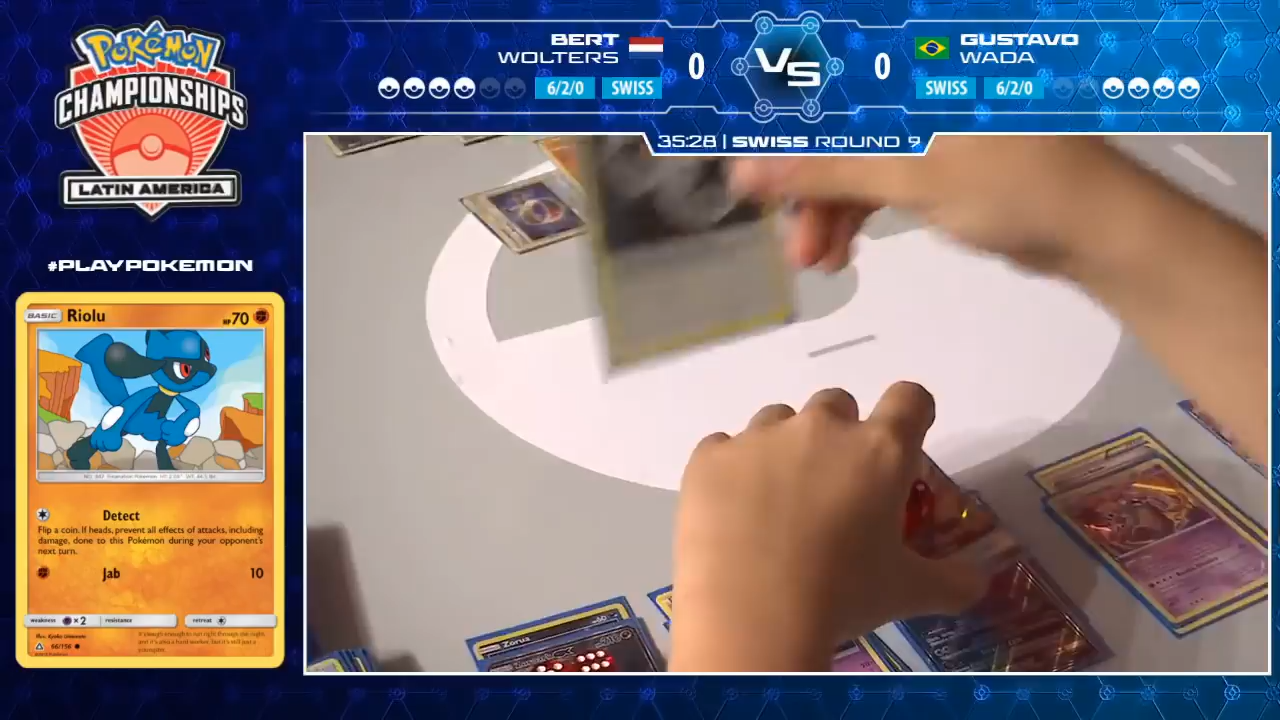 POKéMON
CHAMPIONSHIPS
LATIN AMERICA
#PLAYPOKEMON
BERT
WOLTERS
0
6/2/0
SWISS
VS
0
GUSTAVO
WADA
SWISS
6/2/0
35:28 | SWISS ROUND 9
BASIC
Riolu
HP70
Detect
Flip a coin. If heads, prevent all effects of attacks, including
damage, done to this Pokémon during your opponent's
next turn.
Jab
10
weakness
×2
resistance
retreat
66/156
Zorua